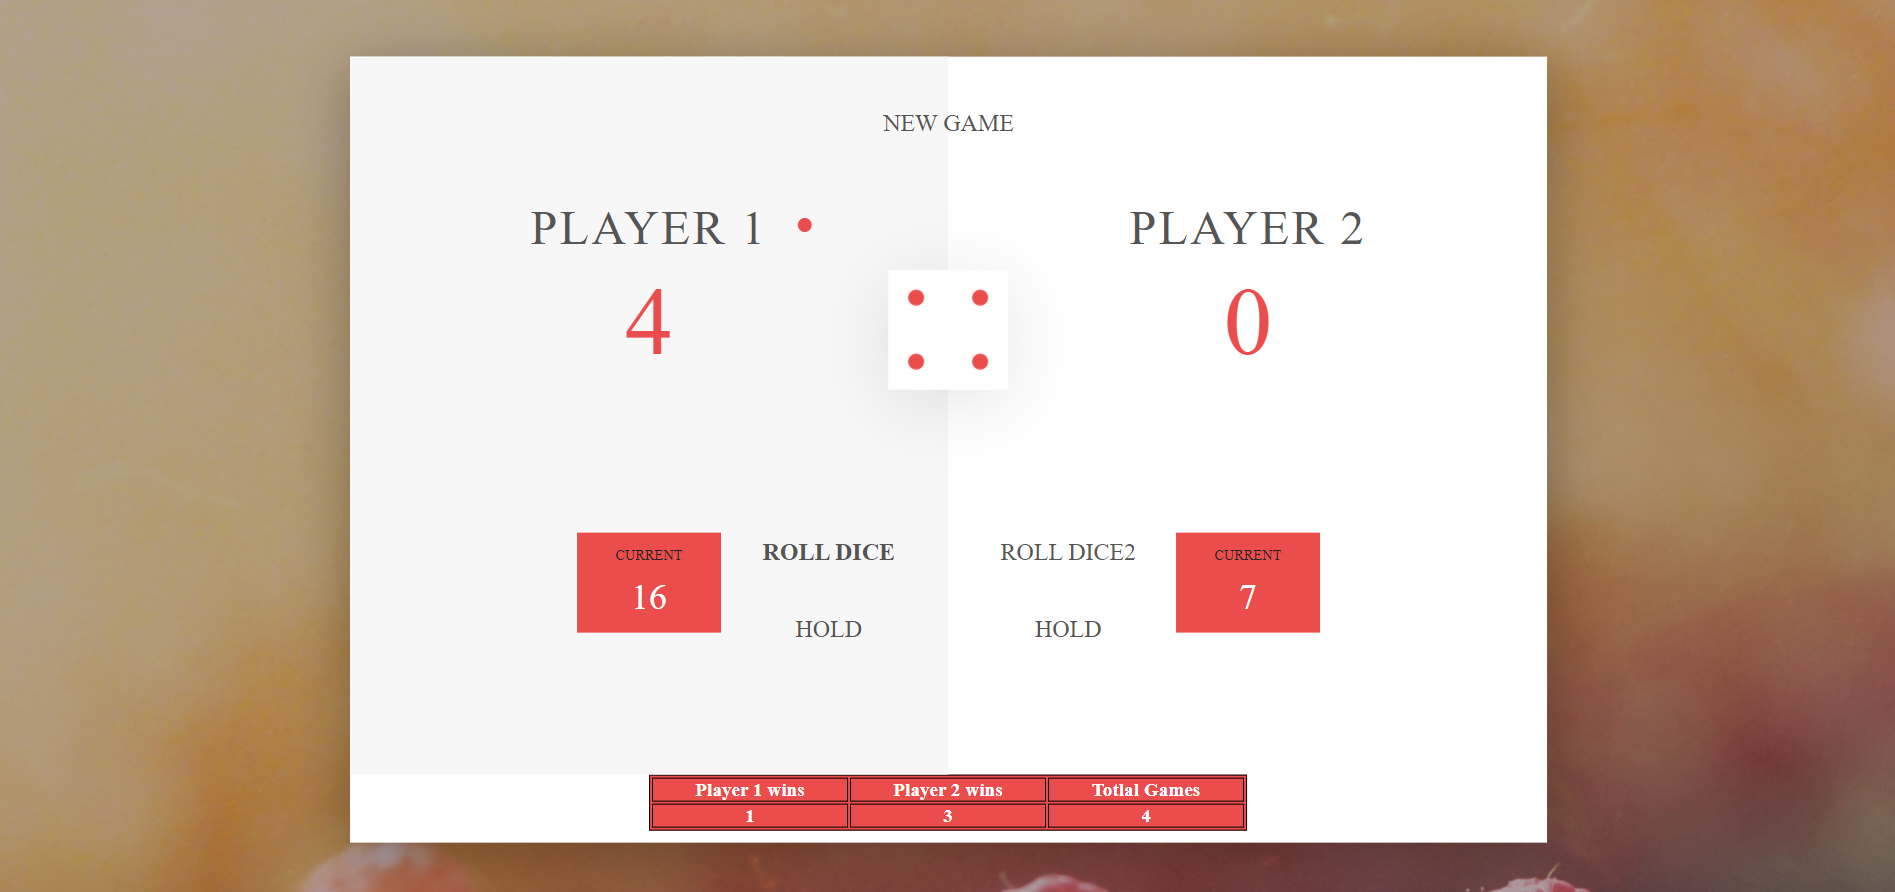 NEW GAME
PLAYER 1
4
PLAYER 2
0
CURRENT
16
ROLL DICE
HOLD
ROLL DICE2
HOLD
CURRENT
7
Player 1 wins Player 2 wins Totlal Games
1 3 4